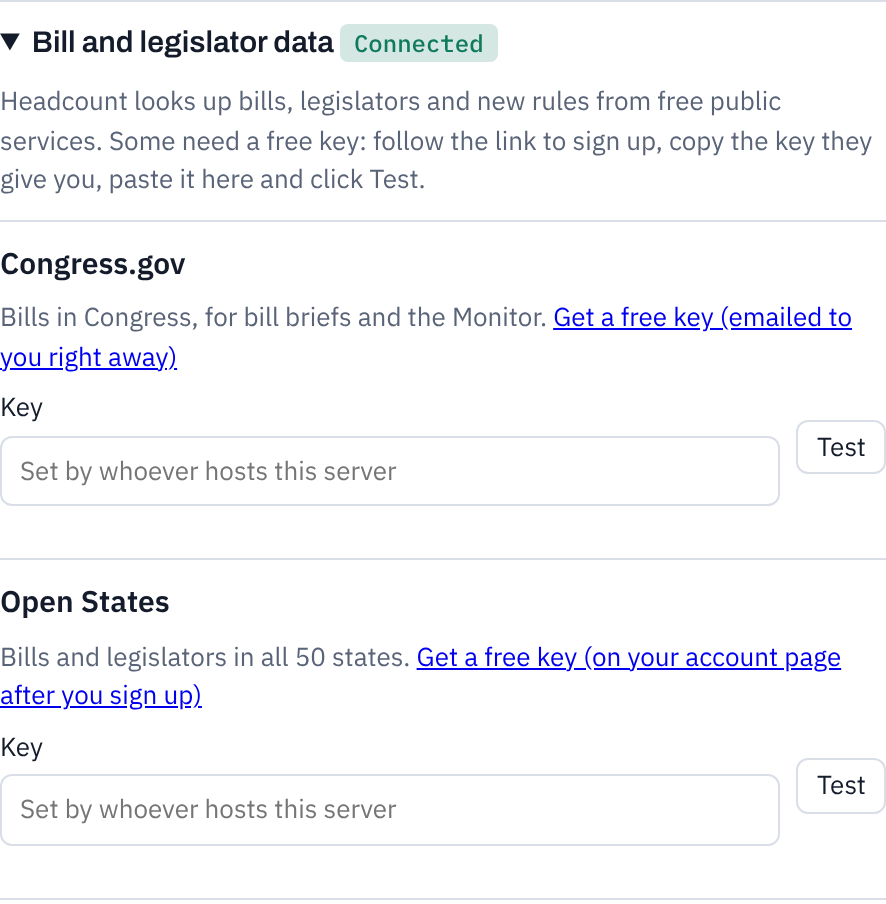 Bill and legislator data Connected
Headcount looks up bills, legislators and new rules from free public
services. Some need a free key: follow the link to sign up, copy the key they
give you, paste it here and click Test.
Congress.gov
Bills in Congress, for bill briefs and the Monitor. Get a free key (emailed to
you right away)
Key
Set by whoever hosts this server
Test
Open States
Bills and legislators in all 50 states. Get a free key (on your account page
after you sign up)
Key
Set by whoever hosts this server
Test